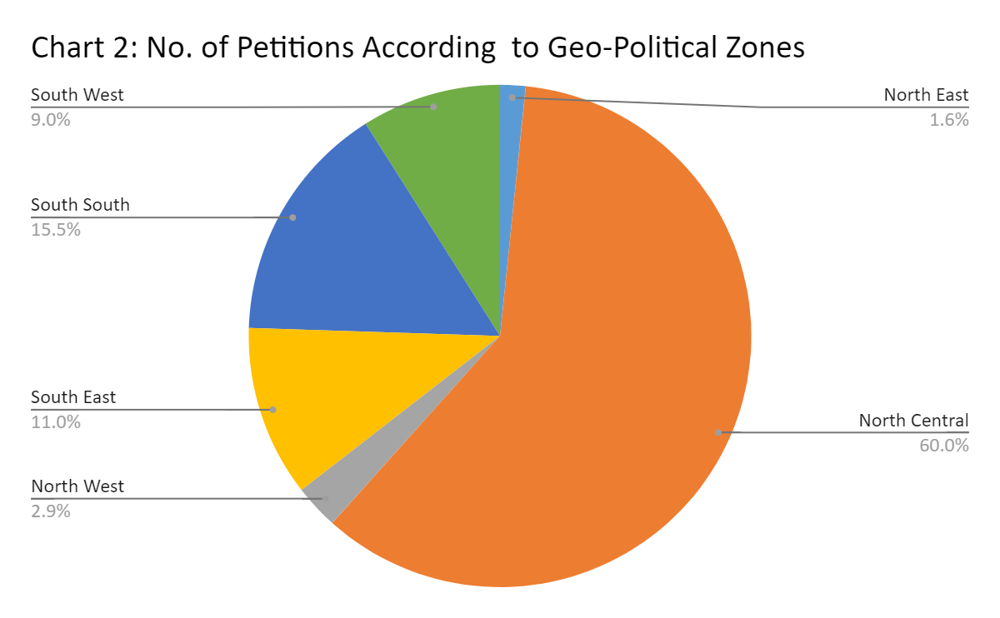 Chart 2: No. of Petitions According  to Geo-Political Zones
South West
9.0%
North East
1.6%
South South
15.5%
South East
11.0%
North Central
60.0%
North West
2.9%